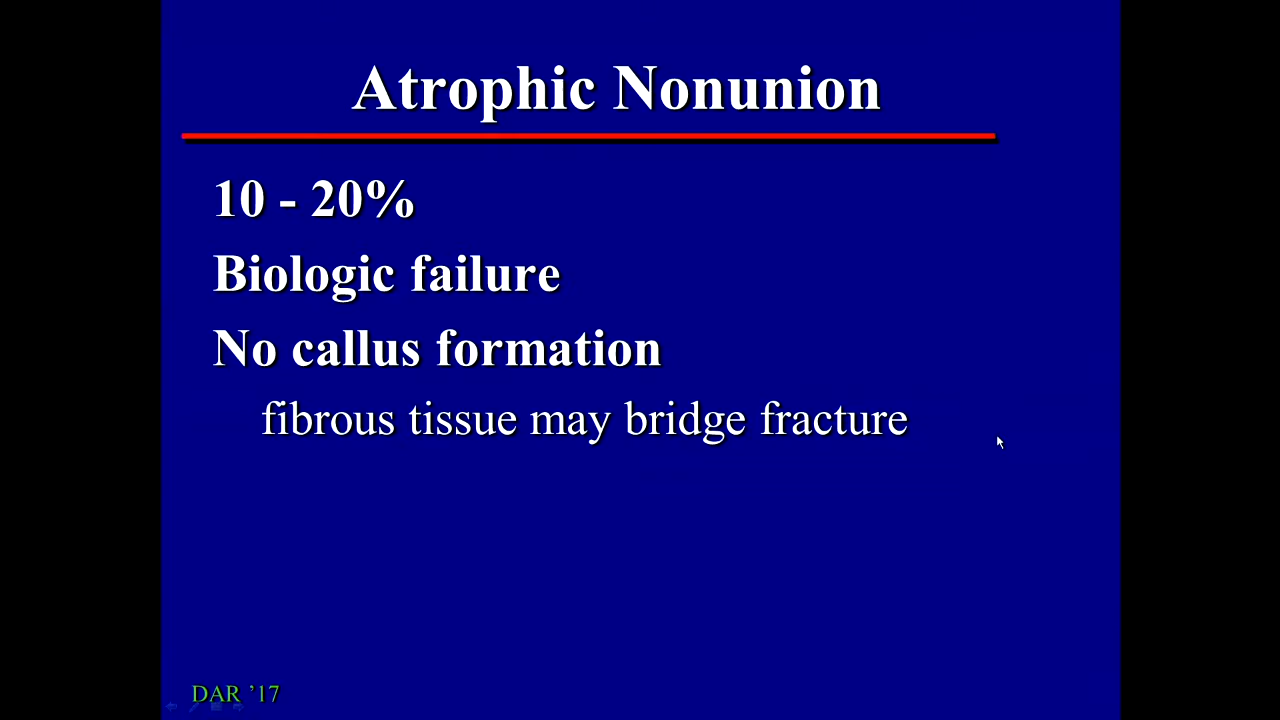 Atrophic Nonunion
10 - 20%
Biologic failure
No callus formation
fibrous tissue may bridge fracture
DAR ’17